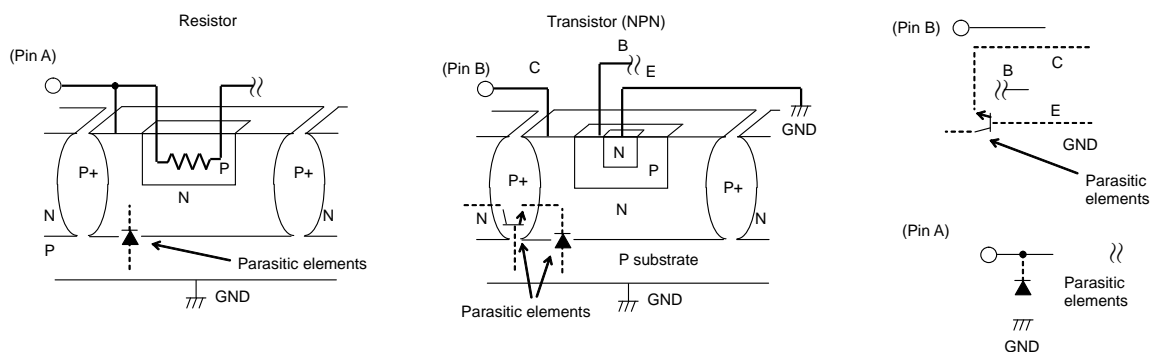 Resistor
(Pin A)
P
P+
P+
N
N
N
P
Parasitic elements
GND
Transistor (NPN)
(Pin B)
C
B
E
GND
N
P
P+
P+
N
N
N
P substrate
Parasitic elements
GND
(Pin B)
C
B
E
GND
Parasitic
elements
(Pin A)
Parasitic
elements
GND